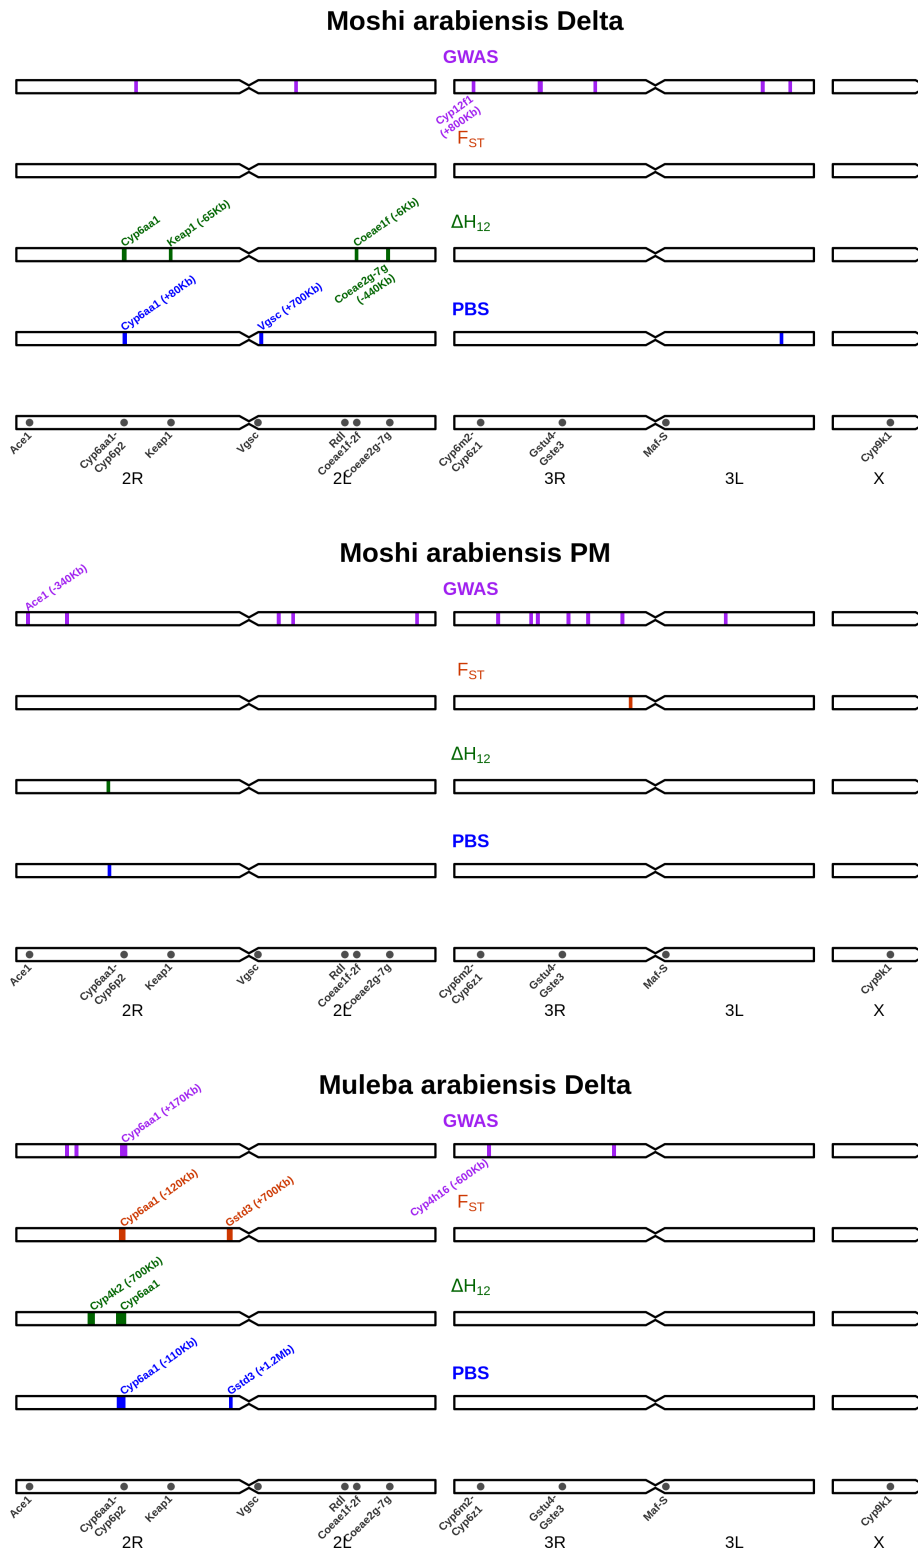 Moshi arabiensis Delta
GWAS
Cyp12f1
(+800Kb)
FST
ΔH12
Cyp6aa1
Keap1 (-65Kb)
Coeae1f (-6Kb)
Coeae2g-7g
(-440Kb)
PBS
Cyp6aa1 (+80Kb)
Vgsc (+700Kb)
Ace1
Cyp6aa1-
Cyp6p2
Keap1
Vgsc
Rdl
Coeae1f-2f
Coeae2g-7g
Cyp6m2-
Cyp6z1
Gstu4-
Gste3
Maf-S
Cyp9k1
2R
2L
3R
3L
X
Moshi arabiensis PM
GWAS
Ace1 (-340Kb)
FST
ΔH12
PBS
Ace1
Cyp6aa1-
Cyp6p2
Keap1
Vgsc
Rdl
Coeae1f-2f
Coeae2g-7g
Cyp6m2-
Cyp6z1
Gstu4-
Gste3
Maf-S
Cyp9k1
2R
2L
3R
3L
X
Muleba arabiensis Delta
GWAS
Cyp6aa1 (+170Kb)
Cyp4h16 (-600Kb)
FST
Cyp6aa1 (-120Kb)
Gstd3 (+700Kb)
ΔH12
Cyp4k2 (-700Kb)
Cyp6aa1
PBS
Cyp6aa1 (-110Kb)
Gstd3 (+1.2Mb)
Ace1
Cyp6aa1-
Cyp6p2
Keap1
Vgsc
Rdl
Coeae1f-2f
Coeae2g-7g
Cyp6m2-
Cyp6z1
Gstu4-
Gste3
Maf-S
Cyp9k1
2R
2L
3R
3L
X